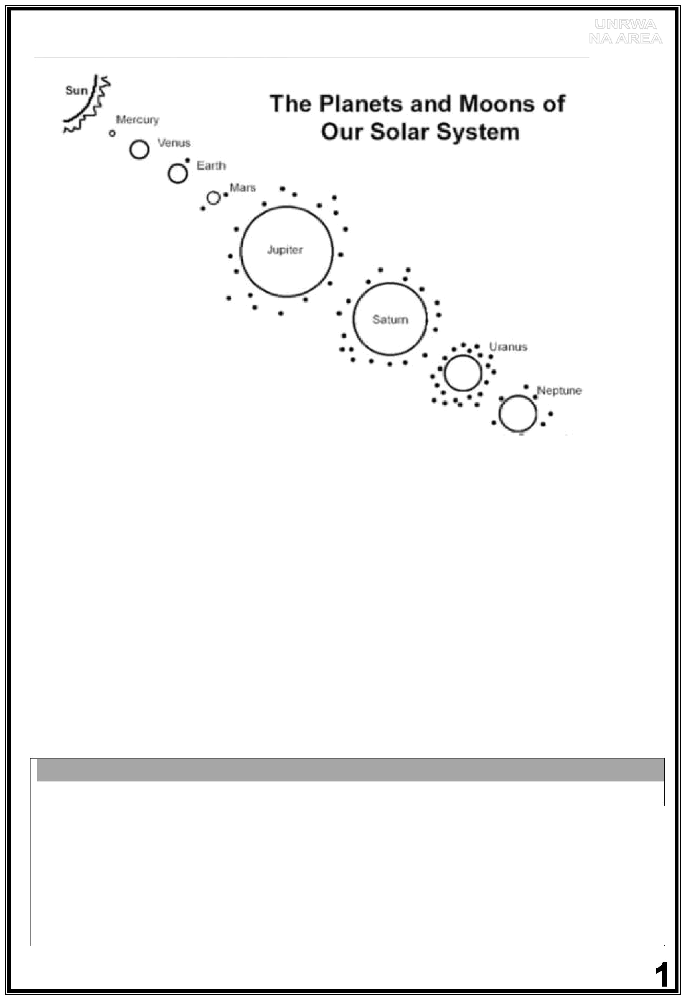 UNRWA
NA AREA
Sun
The Planets and Moons of
Our Solar System
Mercury
Venus
Earth
Mars
Jupiter
Saturn
Uranus
Neptune
1